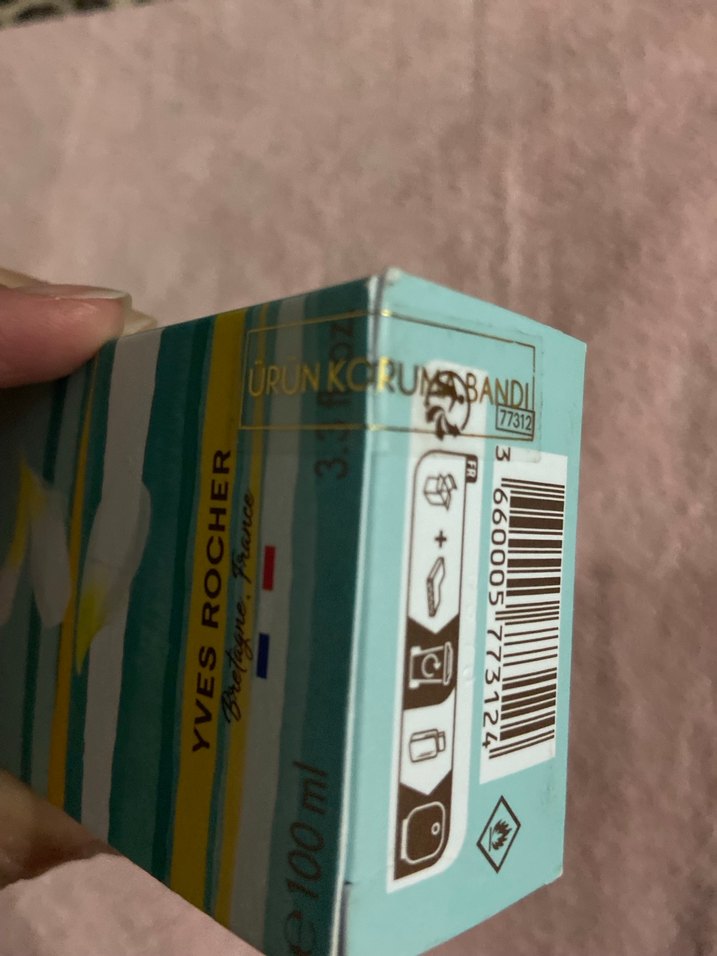 ÜRÜN KORUMA BANDI
77312
YVES ROCHER
Bretagne. France
3.3 fl oz
e 100 ml
FR
+
3 660005 773124